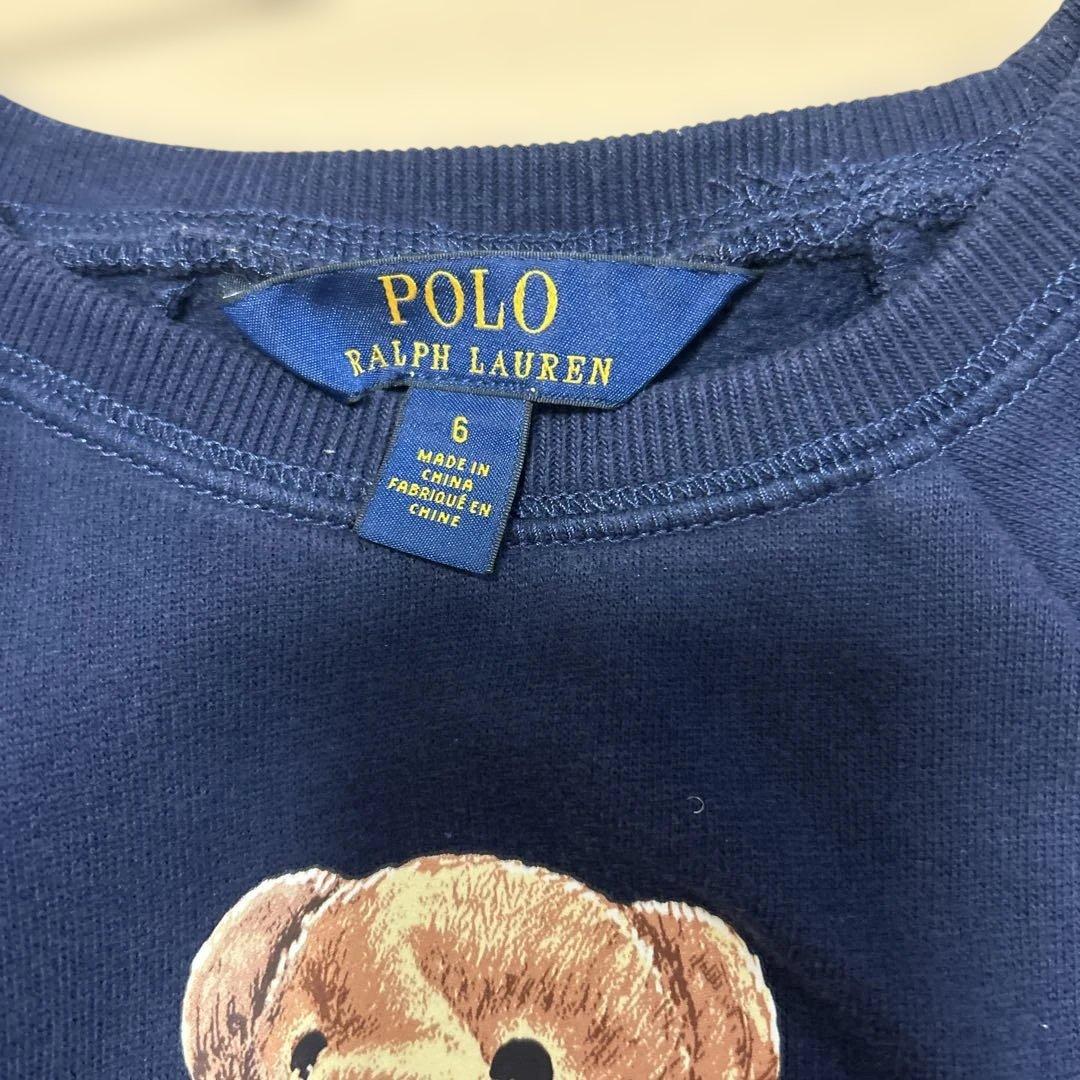 POLO
RALPH LAUREN
6
MADE IN
CHINA
FABRIQUÉ EN
CHINE